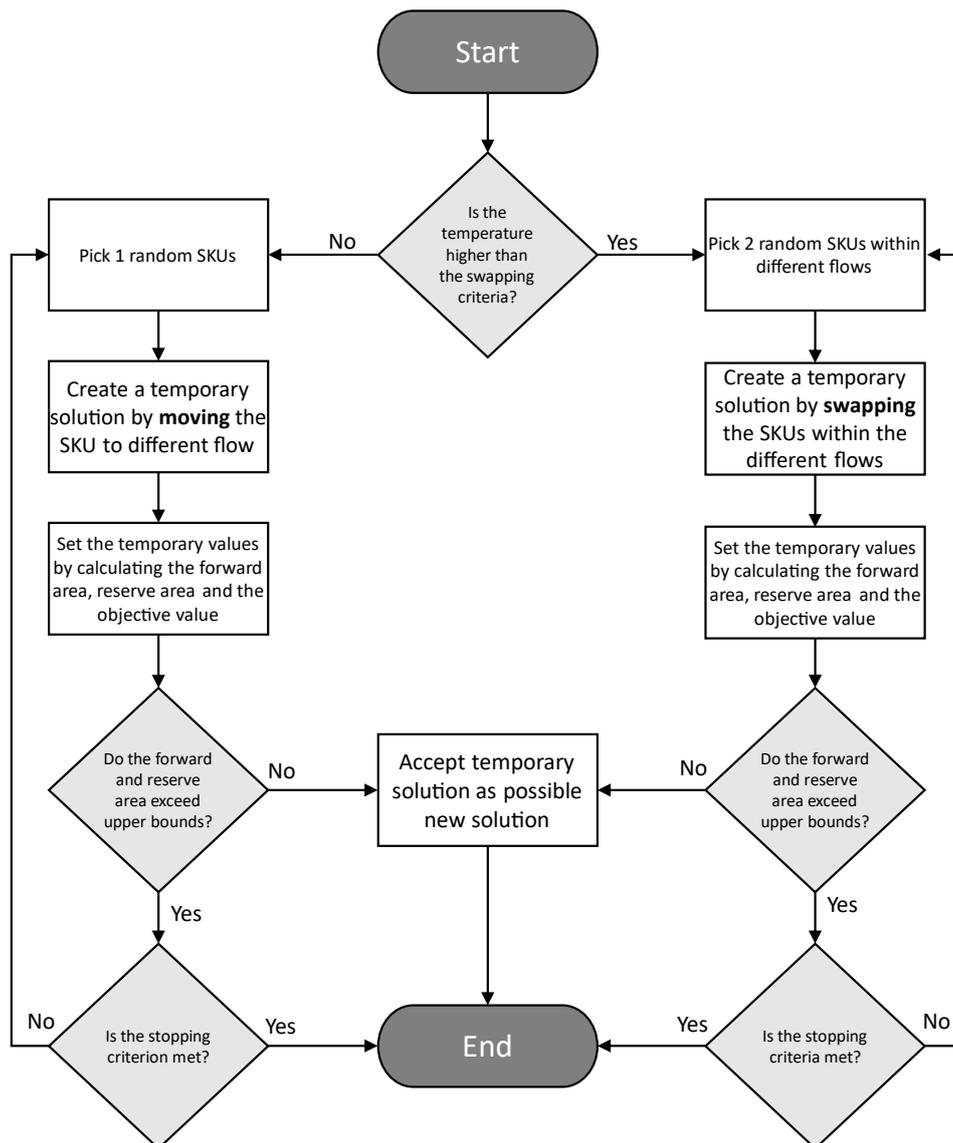 Start
Is the
temperature
higher than
the swapping
criteria?
No
Yes
Pick 1 random SKUs
Pick 2 random SKUs within
different flows
Create a temporary
solution by moving the
SKU to different flow
Create a temporary
solution by swapping
the SKUs within the
different flows
Set the temporary values
by calculating the forward
area, reserve area and the
objective value
Set the temporary values
by calculating the forward
area, reserve area and the
objective value
Do the forward
and reserve
area exceed
upper bounds?
No
Accept temporary
solution as possible
new solution
No
Do the forward
and reserve
area exceed
upper bounds?
Yes
Yes
No
Is the stopping
criterion met?
Yes
End
Yes
Is the stopping
criteria met?
No